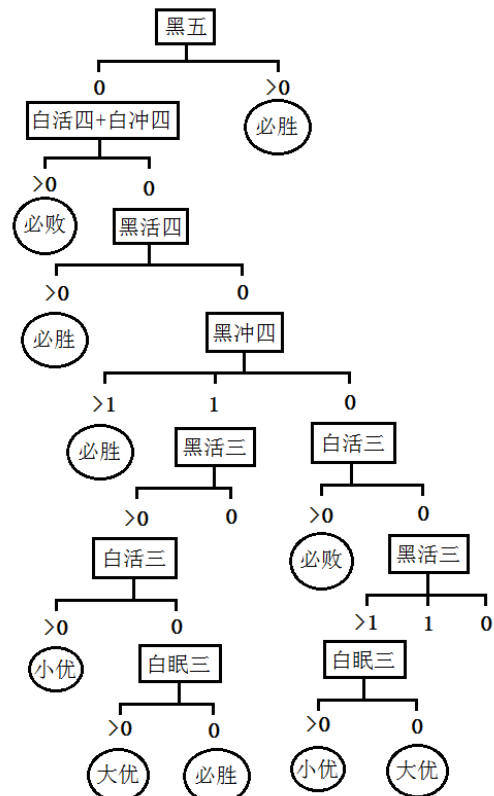 黑五
0 >0
白活四+白冲四 必胜
>0 0
必败 黑活四
>0 0
必胜 黑冲四
>1 1 0
必胜 黑活三 白活三
>0 0 >0 0
白活三 必败 黑活三
>0 0 >1 1 0
小优 白眠三 白眠三
>0 0 >0 0
大优 必胜 小优 大优